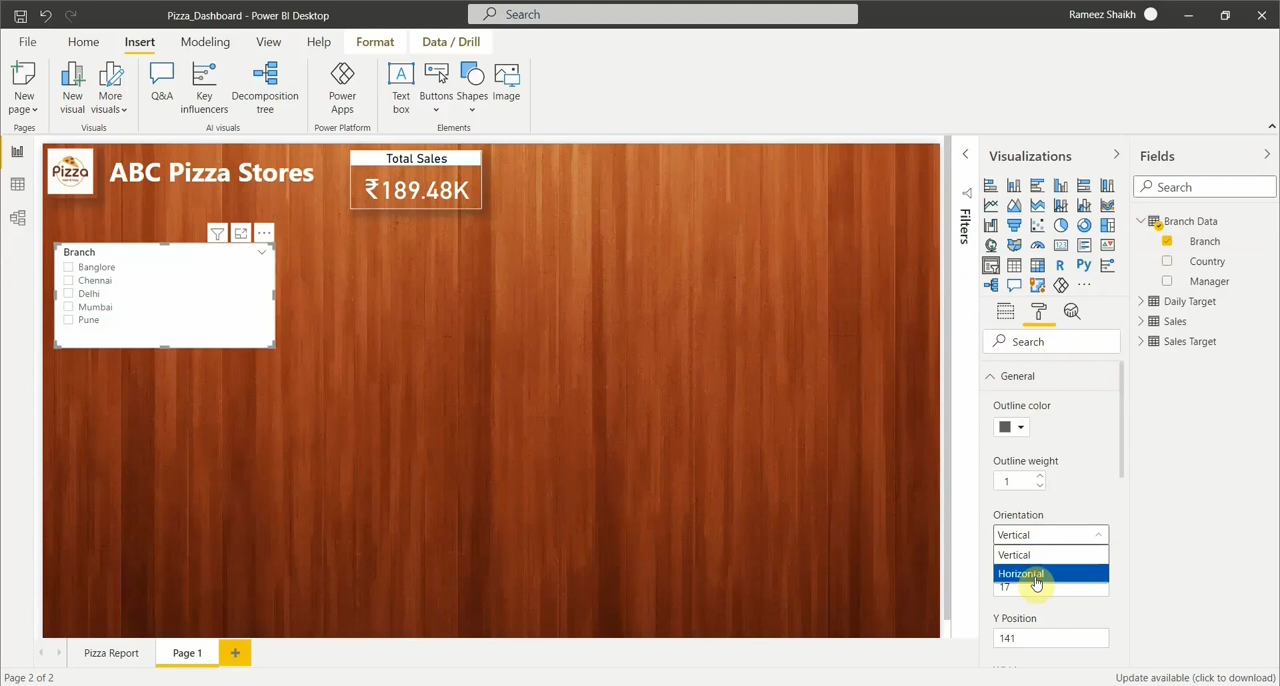 Pizza_Dashboard - Power BI Desktop
Search
Rameez Shaikh
File
Home
Insert
Modeling
View
Help
Format
Data / Drill
New page
New visual
More visuals
Q&A
Key influencers
Decomposition tree
Power Apps
Text box
Buttons
Shapes
Image
Pages
Visuals
AI visuals
Power Platform
Elements
Pizza
ABC Pizza Stores
Total Sales
₹189.48K
Branch
Banglore
Chennai
Delhi
Mumbai
Pune
Filters
Visualizations
R
Py
Search
General
Outline color
Outline weight
1
Orientation
Vertical
Vertical
Horizontal
17
Y Position
141
Fields
Search
Branch Data
Branch
Country
Manager
Daily Target
Sales
Sales Target
Pizza Report
Page 1
Page 2 of 2
Update available (click to download)